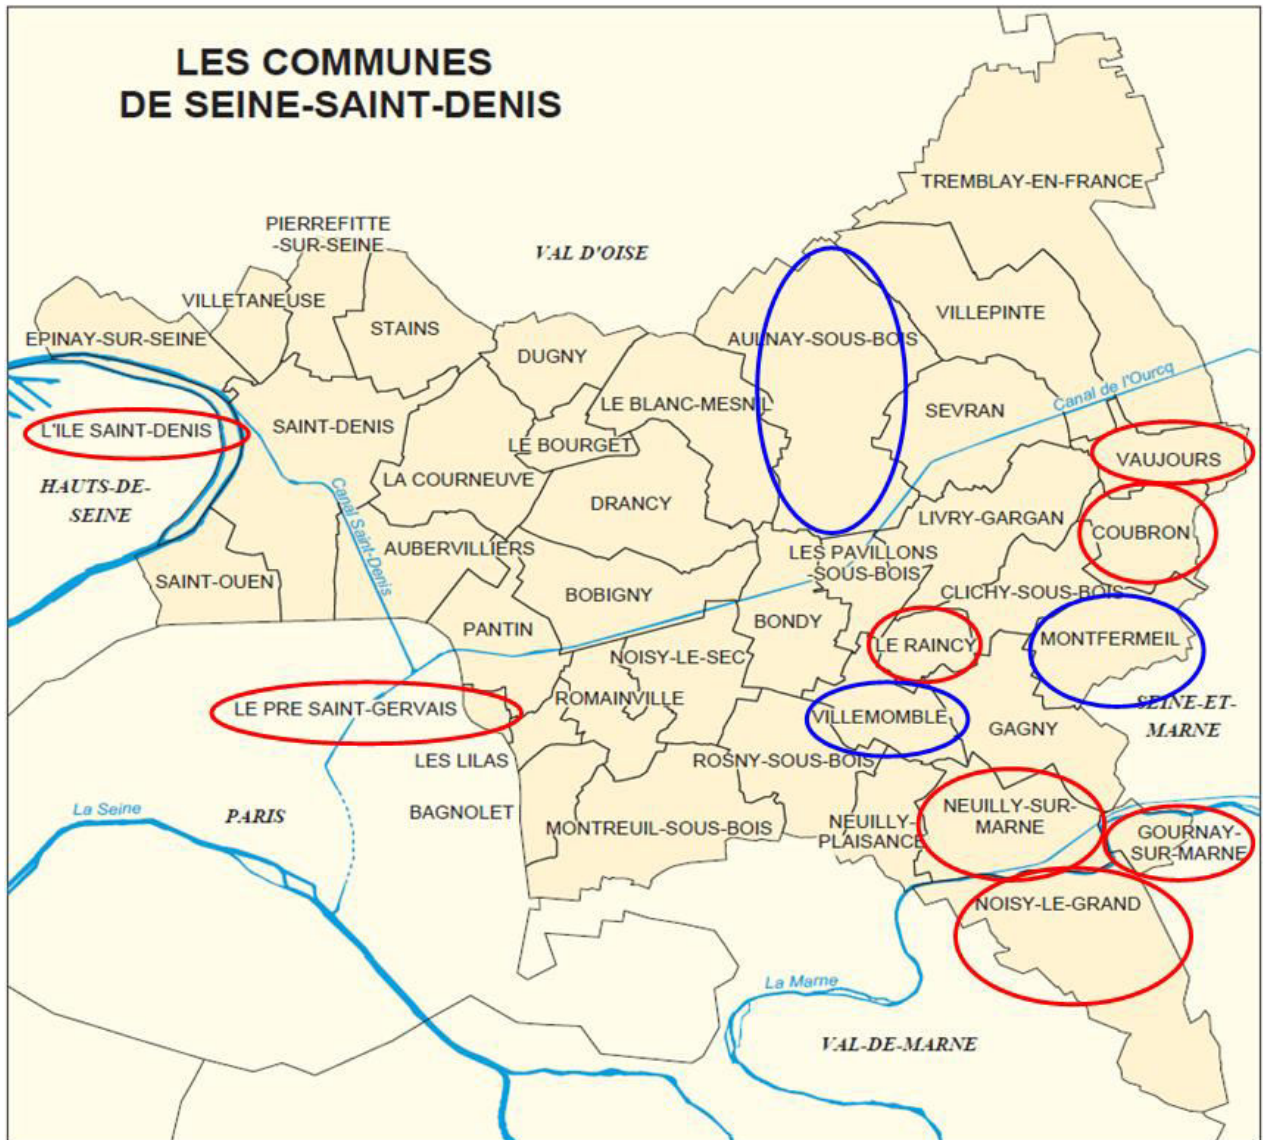 LES COMMUNES
DE SEINE-SAINT-DENIS
TREMBLAY-EN-FRANCE
PIERREFITTE
-SUR-SEINE
VAL D'OISE
VILLETANEUSE
STAINS
VILLEPINTE
EPINAY-SUR-SEINE
DUGNY
AULNAY-SOUS-BOIS
Canal de l'Ourcq
LE BLANC-MESNIL
SEVRAN
L'ILE SAINT-DENIS
SAINT-DENIS
LE BOURGET
VAUJOURS
HAUTS-DE-
SEINE
LA COURNEUVE
DRANCY
LIVRY-GARGAN
COUBRON
Canal Saint-Denis
AUBERVILLIERS
LES PAVILLONS
-SOUS-BOIS
SAINT-OUEN
BOBIGNY
CLICHY-SOUS-BOIS
BONDY
PANTIN
LE RAINCY
MONTFERMEIL
NOISY-LE-SEC
ROMAINVILLE
LE PRE SAINT-GERVAIS
VILLEMOMBLE
SEINE-ET-
MARNE
GAGNY
LES LILAS
ROSNY-SOUS-BOIS
La Seine
PARIS
BAGNOLET
MONTREUIL-SOUS-BOIS
NEUILLY-
PLAISANCE
NEUILLY-SUR-
MARNE
GOURNAY-
SUR-MARNE
NOISY-LE-GRAND
La Marne
VAL-DE-MARNE